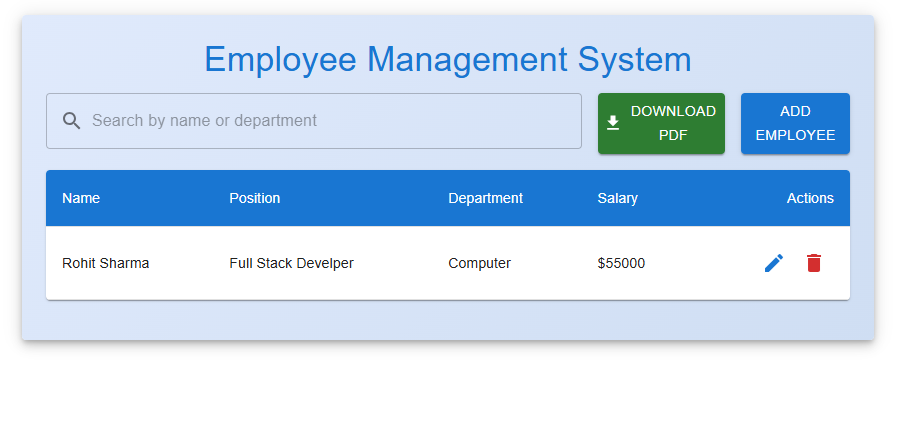 Employee Management System
Search by name or department
DOWNLOAD
PDF
ADD
EMPLOYEE
Name Position Department Salary Actions
Rohit Sharma Full Stack Develper Computer $55000